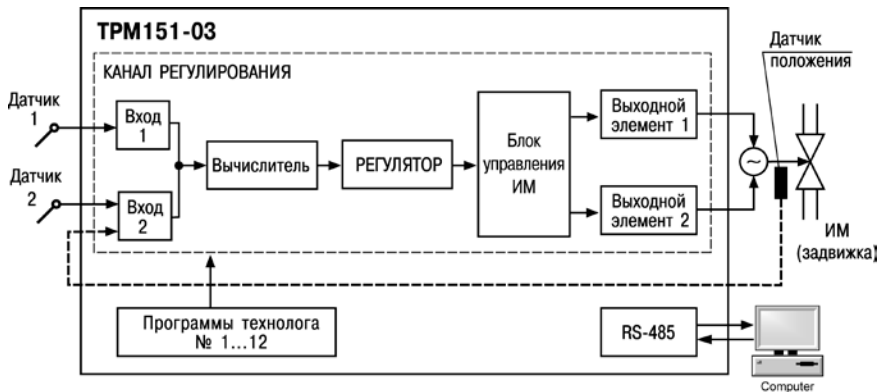 ТРМ151-03
КАНАЛ РЕГУЛИРОВАНИЯ
Датчик
1
Вход
1
Датчик
2
Вход
2
Вычислитель
РЕГУЛЯТОР
Блок
управления
ИМ
Выходной
элемент 1
Выходной
элемент 2
Датчик
положения
~
ИМ
(задвижка)
Программы технолога
№ 1...12
RS-485
Computer